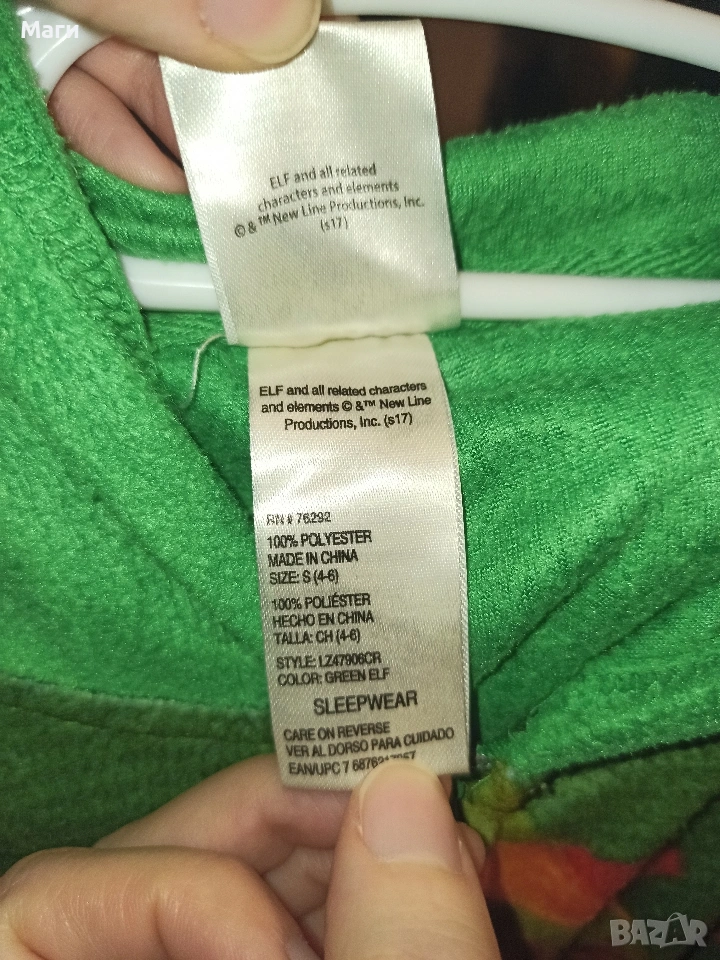 Маги
ELF and all related
characters and elements
© & ™ New Line Productions, Inc.
(s17)
ELF and all related characters
and elements © &™ New Line
Productions, Inc. (s17)
RN # 76292
100% POLYESTER
MADE IN CHINA
SIZE: S (4-6)
100% POLIÉSTER
HECHO EN CHINA
TALLA: CH (4-6)
STYLE: LZ47906CR
COLOR: GREEN ELF
SLEEPWEAR
CARE ON REVERSE
VER AL DORSO PARA CUIDADO
EAN/UPC 7
BAZAR